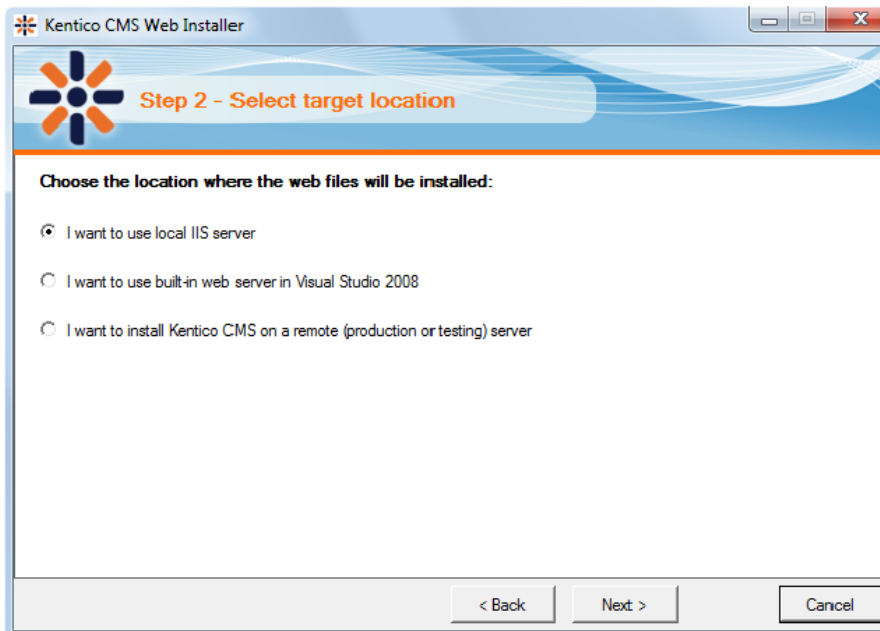 Kentico CMS Web Installer
Step 2 - Select target location
Choose the location where the web files will be installed:
I want to use local IIS server
I want to use built-in web server in Visual Studio 2008
I want to install Kentico CMS on a remote (production or testing) server
< Back Next > Cancel